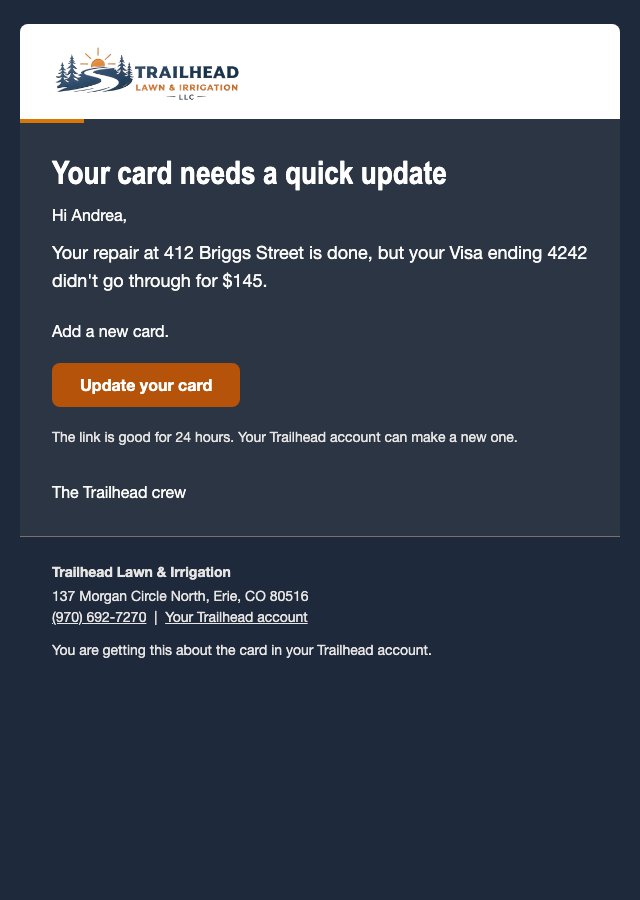 TRAILHEAD
LAWN & IRRIGATION
LLC
Your card needs a quick update
Hi Andrea,
Your repair at 412 Briggs Street is done, but your Visa ending 4242
didn't go through for $145.
Add a new card.
Update your card
The link is good for 24 hours. Your Trailhead account can make a new one.
The Trailhead crew
Trailhead Lawn & Irrigation
137 Morgan Circle North, Erie, CO 80516
(970) 692-7270 | Your Trailhead account
You are getting this about the card in your Trailhead account.